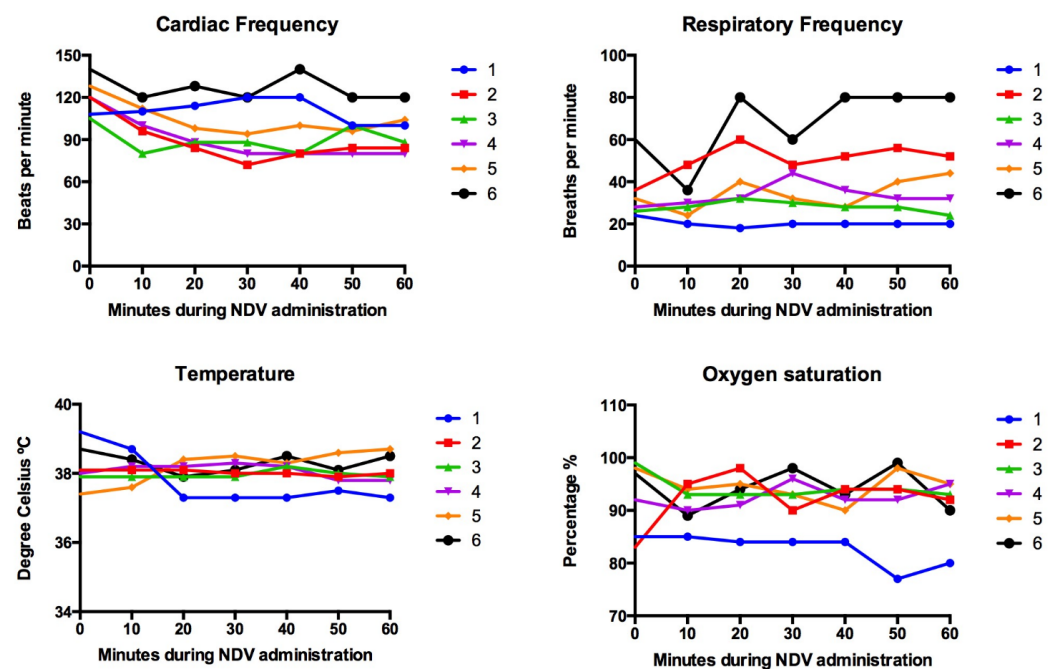 Cardiac Frequency
Beats per minute
150
120
90
60
30
0
0 10 20 30 40 50 60
Minutes during NDV administration
1
2
3
4
5
6
Respiratory Frequency
Breaths per minute
100
80
60
40
20
0
0 10 20 30 40 50 60
Minutes during NDV administration
1
2
3
4
5
6
Temperature
Degree Celsius ºC
40
38
36
34
0 10 20 30 40 50 60
Minutes during NDV administration
1
2
3
4
5
6
Oxygen saturation
Percentage %
110
100
90
80
70
0 10 20 30 40 50 60
Minutes during NDV administration
1
2
3
4
5
6